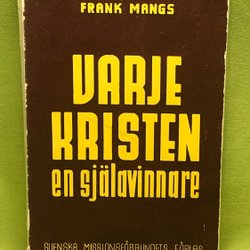 FRANK MANGS
VARJE
KRISTEN
en själavinnare
SVENSKA MISSIONSFÖRBUNDETS FÖRLAG